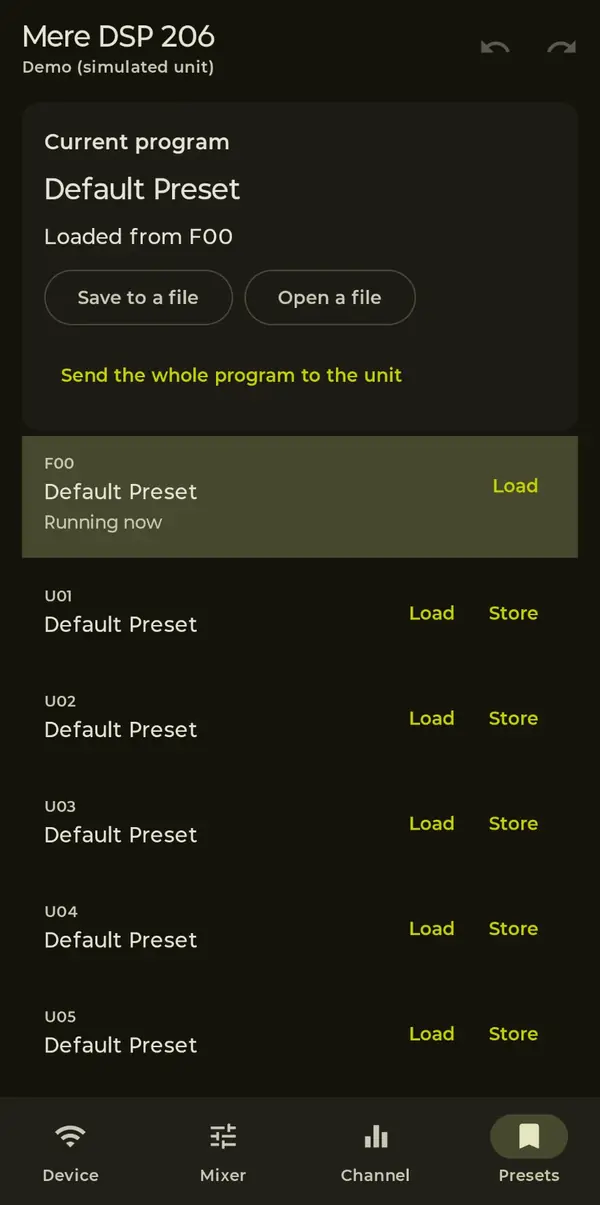 Mere DSP 206
Demo (simulated unit)
Current program
Default Preset
Loaded from F00
Save to a file
Open a file
Send the whole program to the unit
F00
Default Preset
Running now
Load
U01
Default Preset
Load
Store
U02
Default Preset
Load
Store
U03
Default Preset
Load
Store
U04
Default Preset
Load
Store
U05
Default Preset
Load
Store
Device
Mixer
Channel
Presets